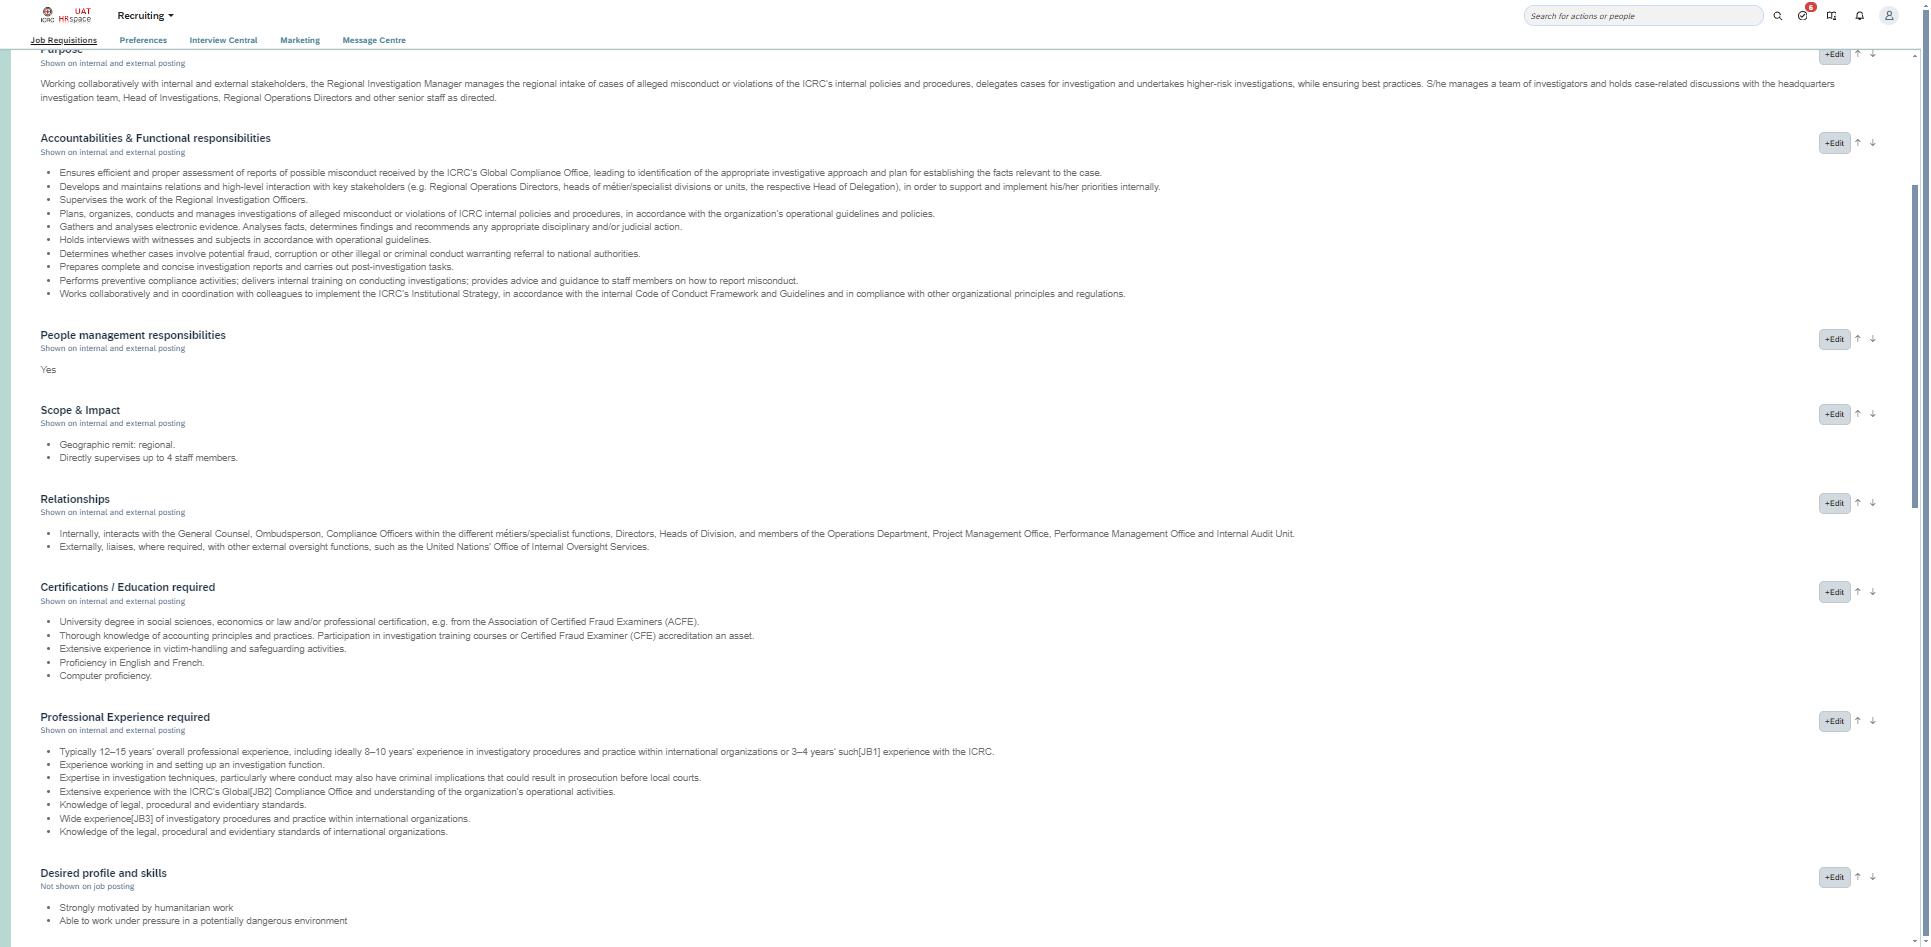 UAT
ICRC HRspace
Recruiting
Search for actions or people
6
Job Requisitions
Preferences
Interview Central
Marketing
Message Centre
Purpose
+Edit
Shown on internal and external posting
Working collaboratively with internal and external stakeholders, the Regional Investigation Manager manages the regional intake of cases of alleged misconduct or violations of the ICRC's internal policies and procedures, delegates cases for investigation and undertakes higher-risk investigations, while ensuring best practices. S/he manages a team of investigators and holds case-related discussions with the headquarters
investigation team, Head of Investigations, Regional Operations Directors and other senior staff as directed.
Accountabilities & Functional responsibilities
+Edit
Shown on internal and external posting
• Ensures efficient and proper assessment of reports of possible misconduct received by the ICRC's Global Compliance Office, leading to identification of the appropriate investigative approach and plan for establishing the facts relevant to the case.
• Develops and maintains relations and high-level interaction with key stakeholders (e.g. Regional Operations Directors, heads of métier/specialist divisions or units, the respective Head of Delegation), in order to support and implement his/her priorities internally.
• Supervises the work of the Regional Investigation Officers.
• Plans, organizes, conducts and manages investigations of alleged misconduct or violations of ICRC internal policies and procedures, in accordance with the organization's operational guidelines and policies.
• Gathers and analyses electronic evidence. Analyses facts, determines findings and recommends any appropriate disciplinary and/or judicial action.
• Holds interviews with witnesses and subjects in accordance with operational guidelines.
• Determines whether cases involve potential fraud, corruption or other illegal or criminal conduct warranting referral to national authorities.
• Prepares complete and concise investigation reports and carries out post-investigation tasks.
• Performs preventive compliance activities; delivers internal training on conducting investigations; provides advice and guidance to staff members on how to report misconduct.
• Works collaboratively and in coordination with colleagues to implement the ICRC's Institutional Strategy, in accordance with the internal Code of Conduct Framework and Guidelines and in compliance with other organizational principles and regulations.
People management responsibilities
+Edit
Shown on internal and external posting
Yes
Scope & Impact
+Edit
Shown on internal and external posting
• Geographic remit: regional.
• Directly supervises up to 4 staff members.
Relationships
+Edit
Shown on internal and external posting
• Internally, interacts with the General Counsel, Ombudsperson, Compliance Officers within the different métiers/specialist functions, Directors, Heads of Division, and members of the Operations Department, Project Management Office, Performance Management Office and Internal Audit Unit.
• Externally, liaises, where required, with other external oversight functions, such as the United Nations' Office of Internal Oversight Services.
Certifications / Education required
+Edit
Shown on internal and external posting
• University degree in social sciences, economics or law and/or professional certification, e.g. from the Association of Certified Fraud Examiners (ACFE).
• Thorough knowledge of accounting principles and practices. Participation in investigation training courses or Certified Fraud Examiner (CFE) accreditation an asset.
• Extensive experience in victim-handling and safeguarding activities.
• Proficiency in English and French.
• Computer proficiency.
Professional Experience required
+Edit
Shown on internal and external posting
• Typically 12–15 years' overall professional experience, including ideally 8–10 years' experience in investigatory procedures and practice within international organizations or 3–4 years' such[JB1] experience with the ICRC.
• Experience working in and setting up an investigation function.
• Expertise in investigation techniques, particularly where conduct may also have criminal implications that could result in prosecution before local courts.
• Extensive experience with the ICRC's Global[JB2] Compliance Office and understanding of the organization's operational activities.
• Knowledge of legal, procedural and evidentiary standards.
• Wide experience[JB3] of investigatory procedures and practice within international organizations.
• Knowledge of the legal, procedural and evidentiary standards of international organizations.
Desired profile and skills
+Edit
Not shown on job posting
• Strongly motivated by humanitarian work
• Able to work under pressure in a potentially dangerous environment